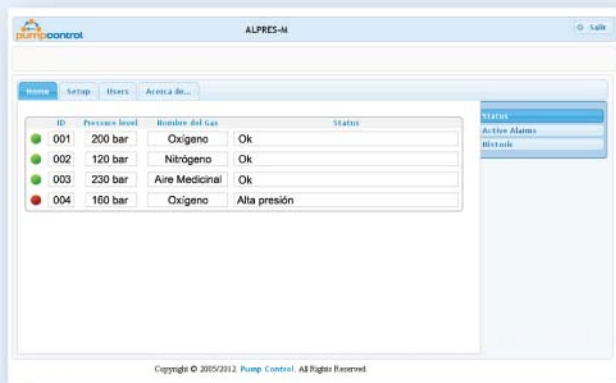 pumpcontrol
ALPRES-M
Salir
Home Setup Users Acerca de...
ID Pressure level Nombre del Gas Status
001 200 bar Oxígeno Ok
002 120 bar Nitrógeno Ok
003 230 bar Aire Medicinal Ok
004 160 bar Oxígeno Alta presión
Status
Active Alarms
Historic
Copyright © 2005/2012 Pump Control, All Rights Reserved.